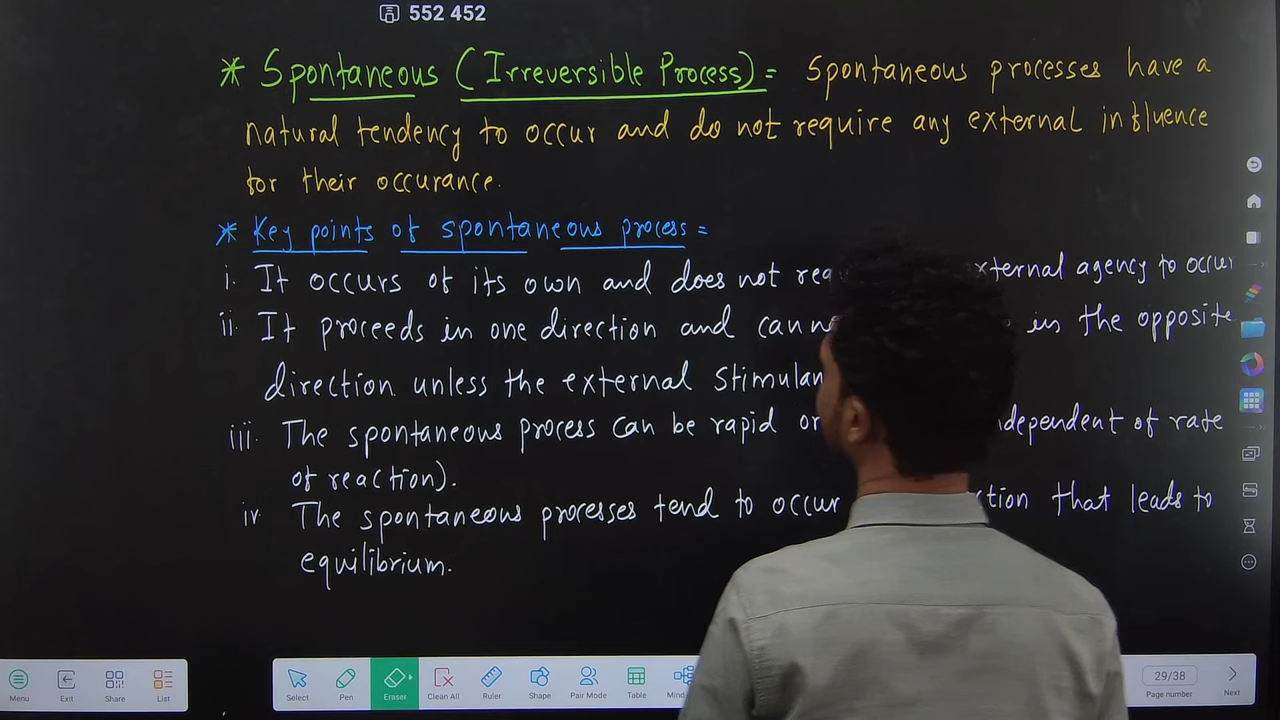 552 452
* Spontaneous (Irreversible Process) = Spontaneous processes have a
natural tendency to occur and do not require any external influence
for their occurance.
* Key points of spontaneous process =
i. It occurs of its own and does not xternal agency to occur
ii. It proceeds in one direction and in the opposite
direction unless the external
iii. The spontaneous process can be rapid or ndependent of rate
of reaction).
iv The spontaneous processes tend to occur ction that leads to
equilibrium.
Menu Exit Share List Select Pen Eraser Clean All Ruler Shape Pair Mode Table Mind 29/38 Page number Next